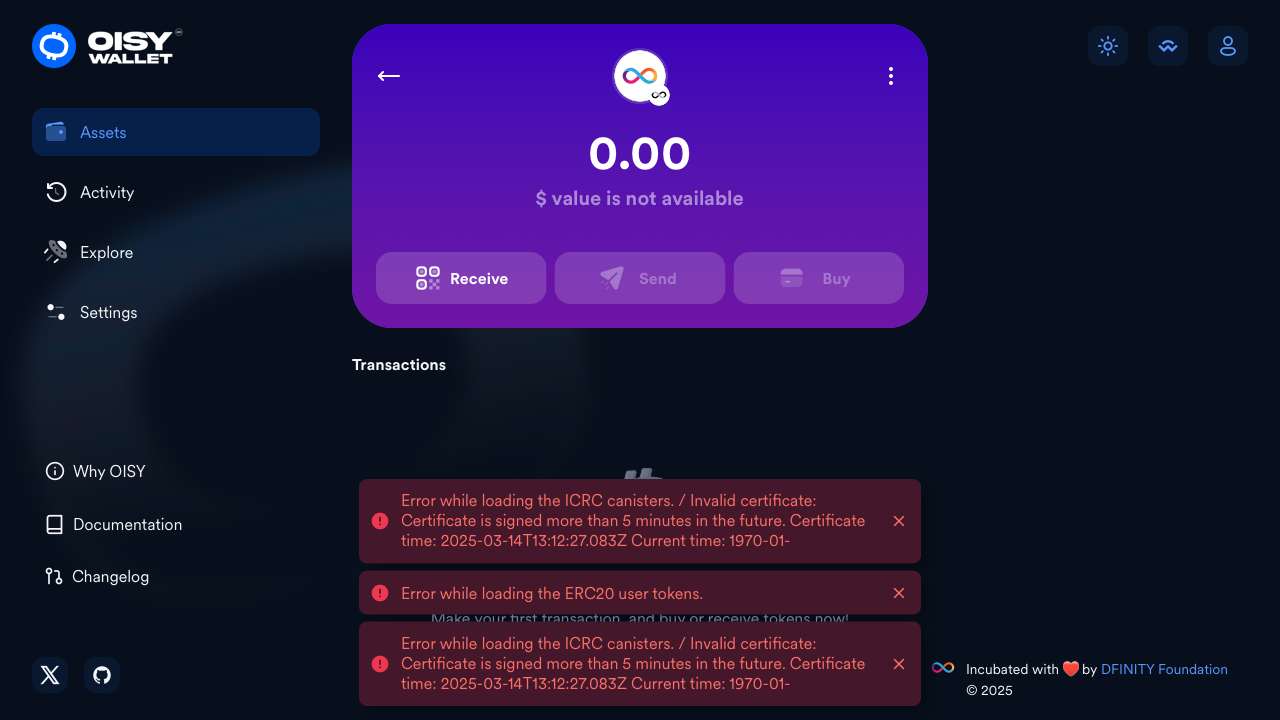 OISY
WALLET
Assets
Activity
Explore
Settings
Why OISY
Documentation
Changelog
0.00
$ value is not available
Receive
Send
Buy
Transactions
Error while loading the ICRC canisters. / Invalid certificate:
Certificate is signed more than 5 minutes in the future. Certificate
time: 2025-03-14T13:12:27.083Z Current time: 1970-01-
Error while loading the ERC20 user tokens.
Make your first transaction, and buy or receive tokens now!
Error while loading the ICRC canisters. / Invalid certificate:
Certificate is signed more than 5 minutes in the future. Certificate
time: 2025-03-14T13:12:27.083Z Current time: 1970-01-
Incubated with ❤️ by DFINITY Foundation
© 2025